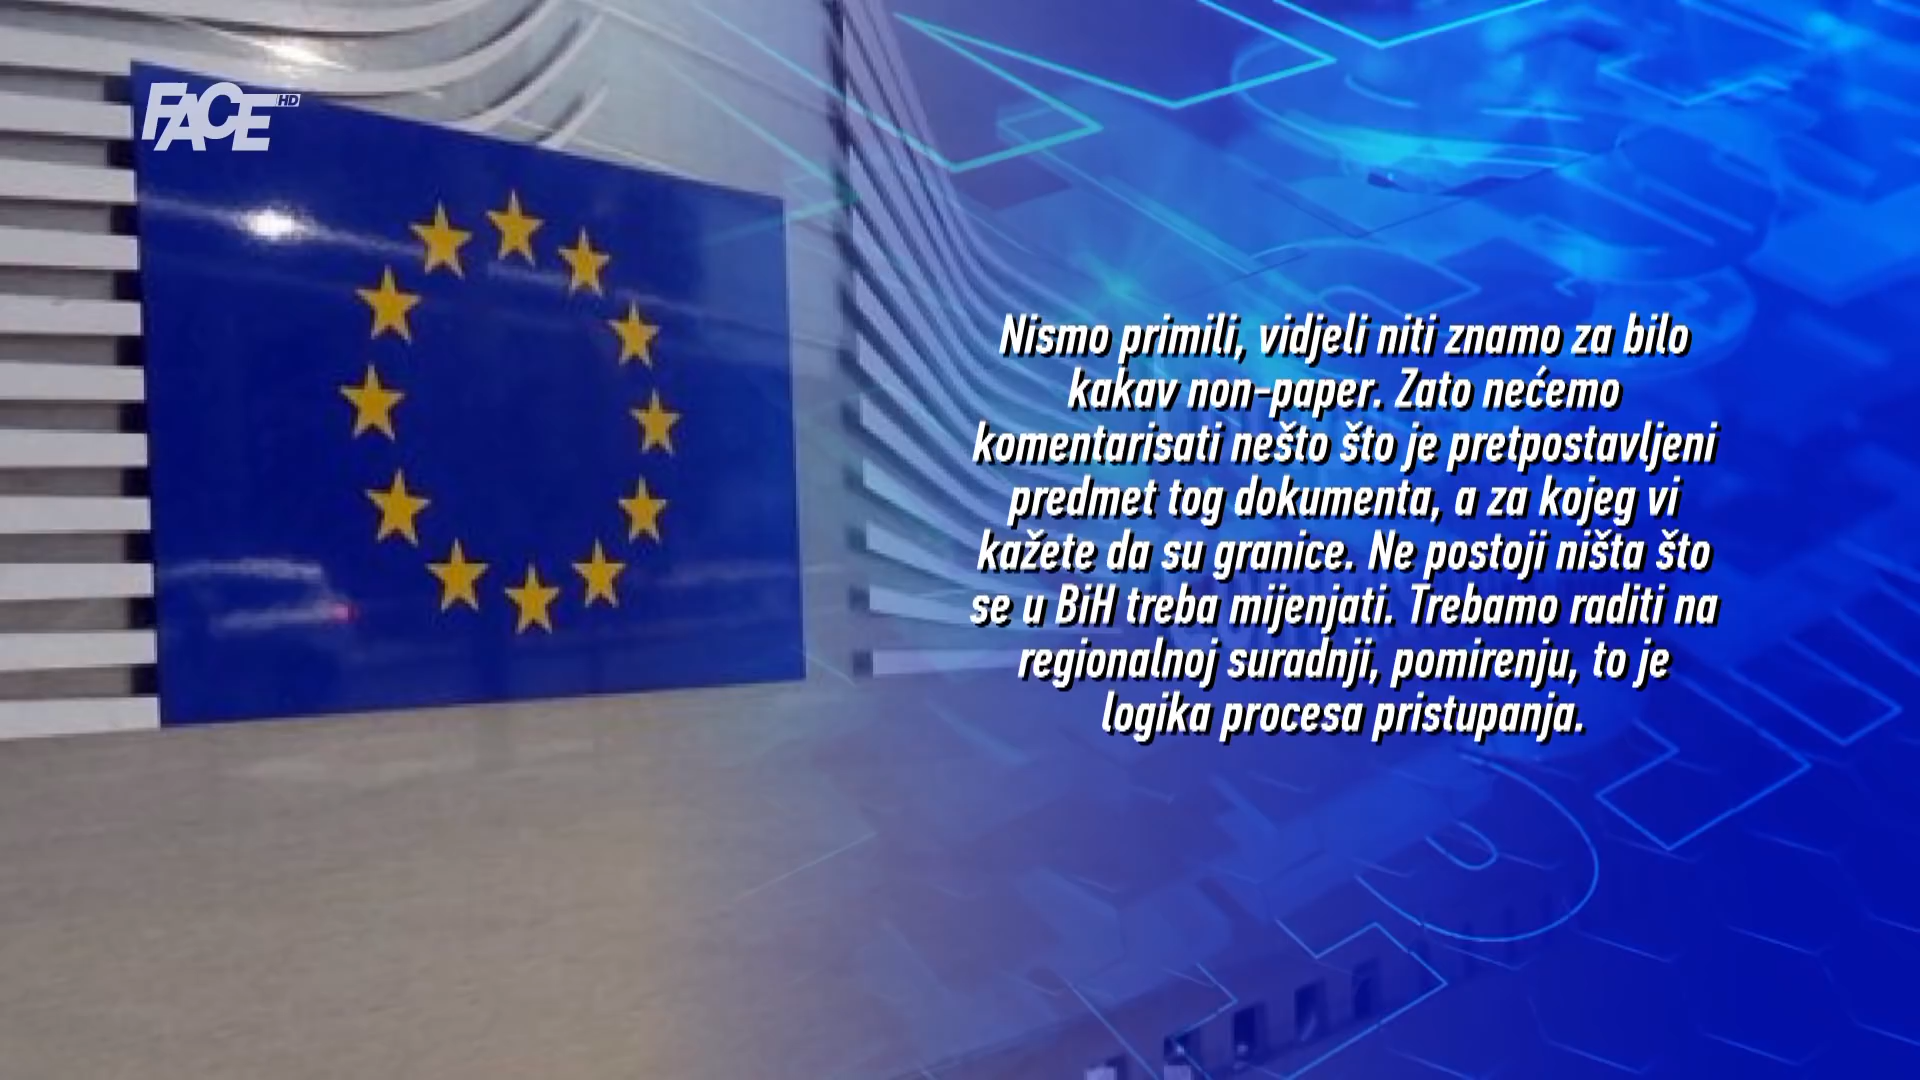 FACE HD
Nismo primili, vidjeli niti znamo za bilo
kakav non-paper. Zato nećemo
komentarisati nešto što je pretpostavljeni
predmet tog dokumenta, a za kojeg vi
kažete da su granice. Ne postoji ništa što
se u BiH treba mijenjati. Trebamo raditi na
regionalnoj suradnji, pomirenju, to je
logika procesa pristupanja.